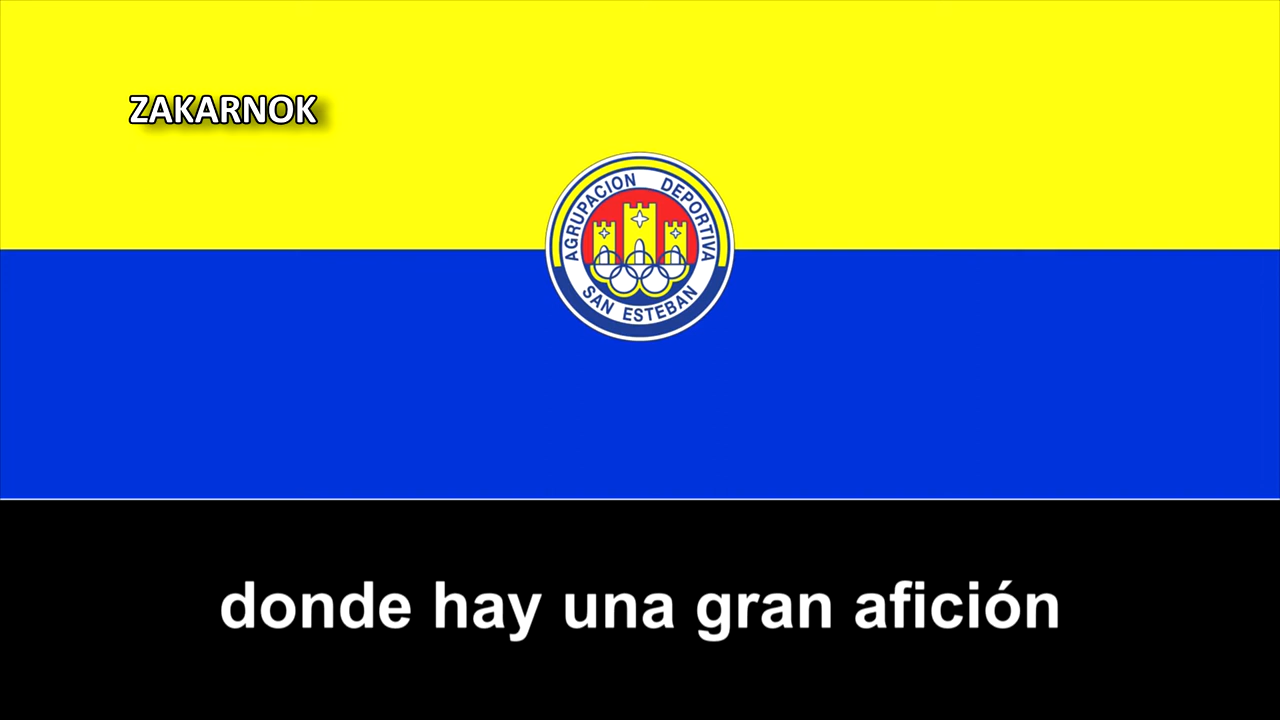 ZAKARNOK
AGRUPACION DEPORTIVA
SAN ESTEBAN
donde hay una gran afición